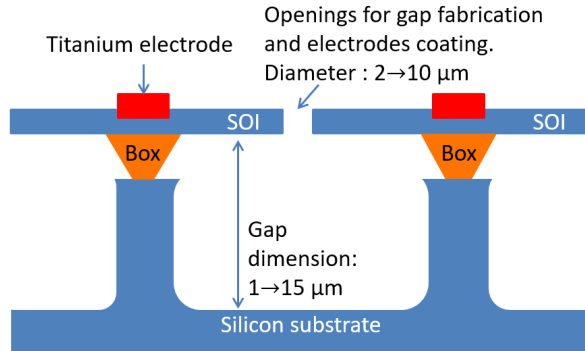 Titanium electrode
Openings for gap fabrication
and electrodes coating.
Diameter : 2→10 µm
SOI
SOI
Box
Box
Gap
dimension:
1→15 µm
Silicon substrate